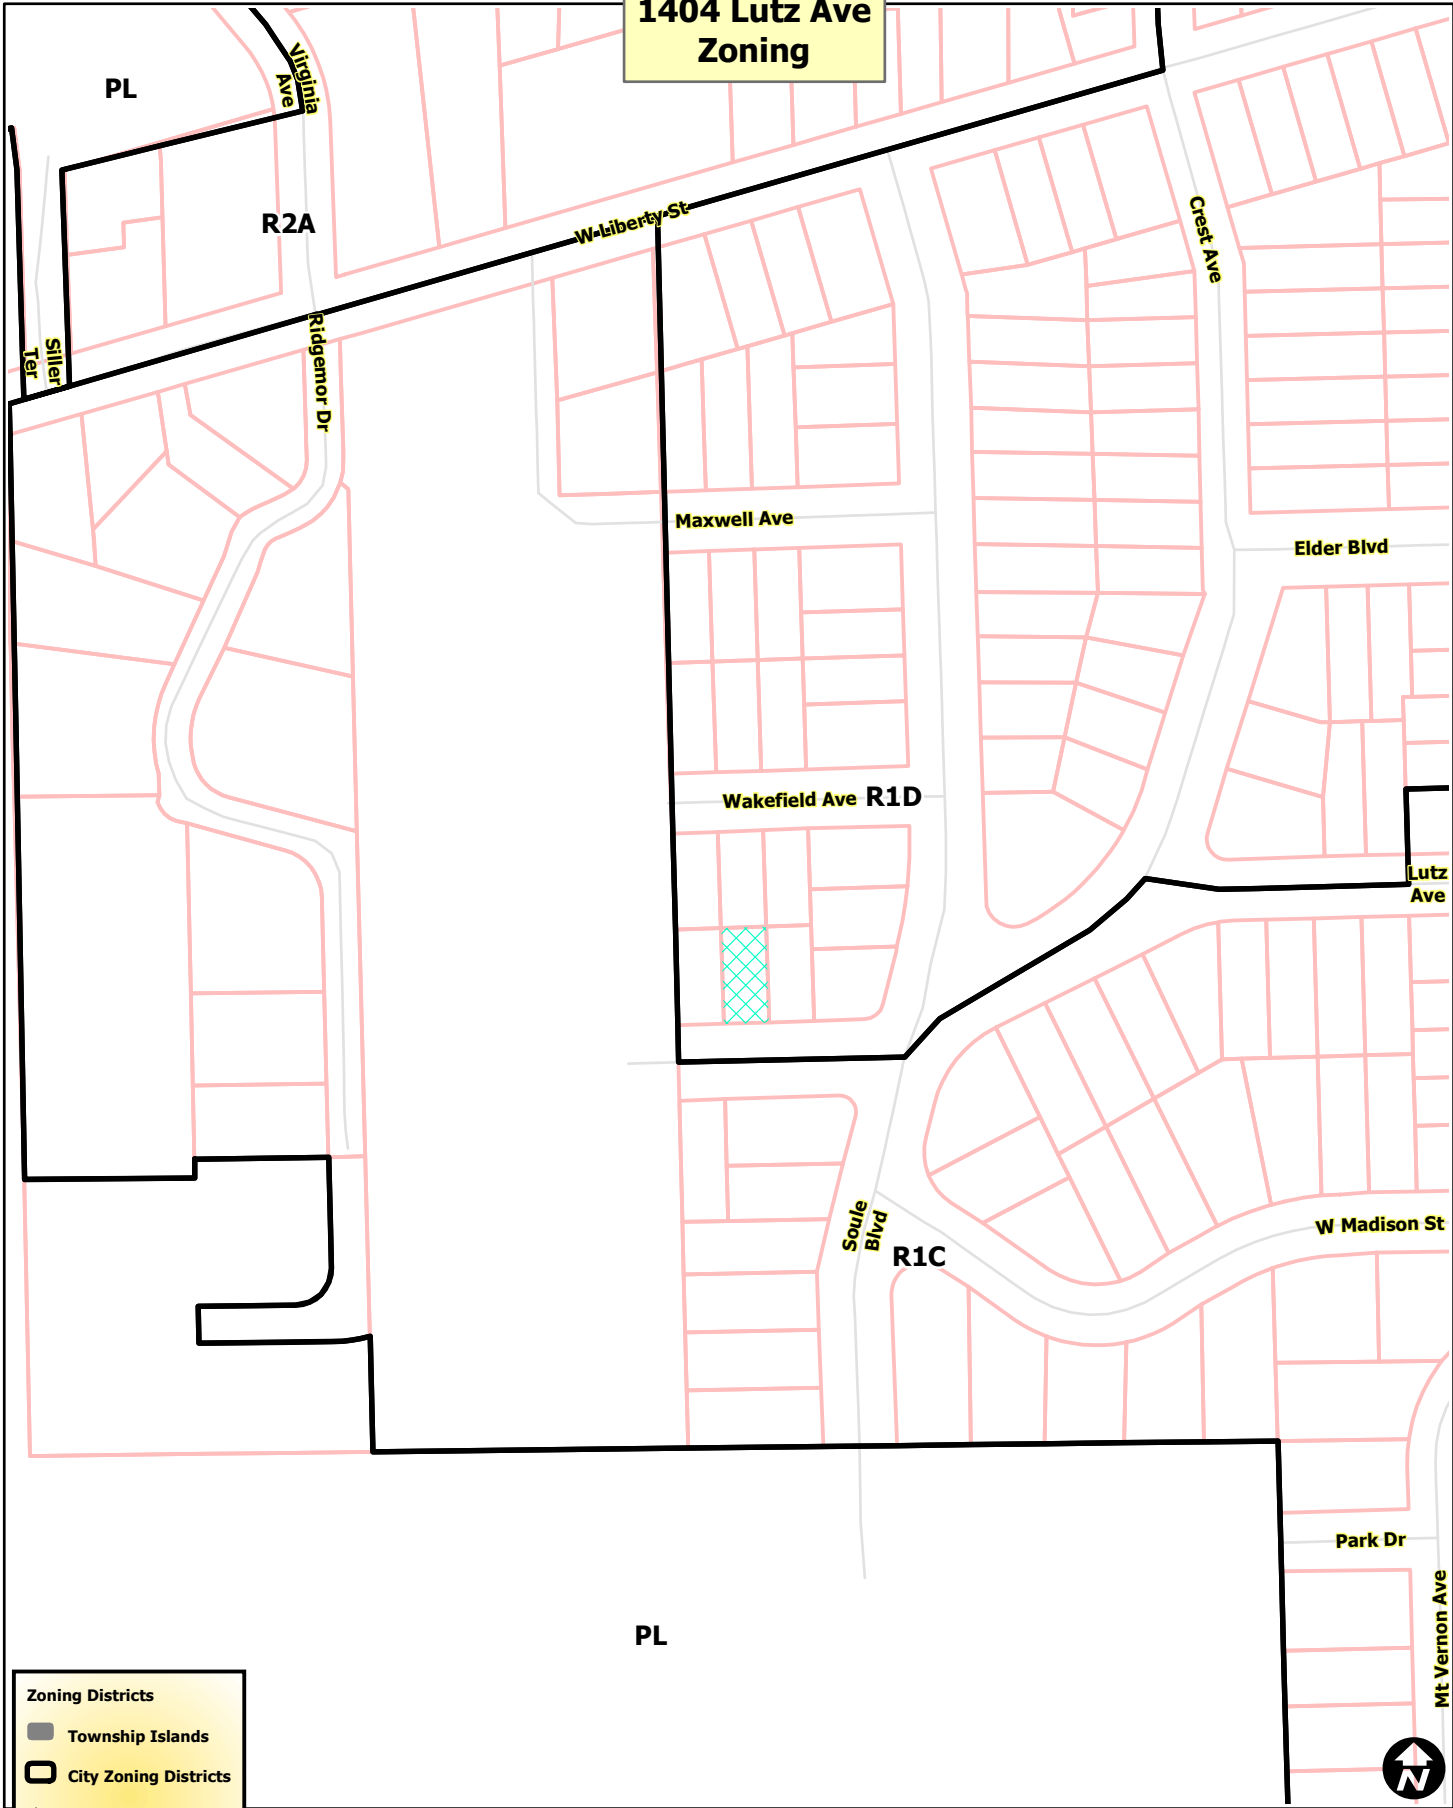 1404 Lutz Ave
Zoning
PL
Virginia
Ave
R2A
W Liberty St
Crest Ave
Ridgemor Dr
Siller
Ter
Maxwell Ave
Elder Blvd
Wakefield Ave
R1D
Lutz
Ave
Soule
Blvd
R1C
W Madison St
Park Dr
Mt Vernon Ave
PL
Zoning Districts
Township Islands
City Zoning Districts
N